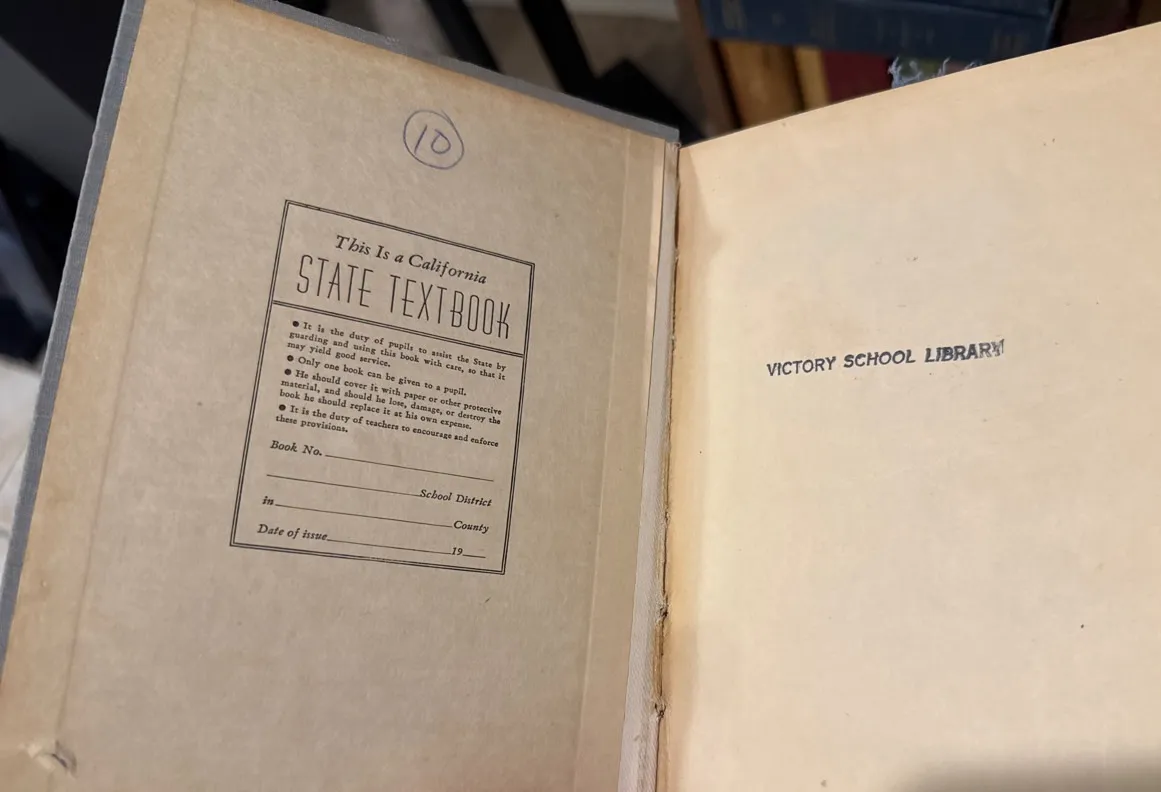 10
This Is a California
STATE TEXTBOOK
● It is the duty of pupils to assist the State by
guarding and using this book with care, so that it
may yield good service.
● Only one book can be given to a pupil.
● He should cover it with paper or other protective
material, and should he lose, damage, or destroy the
book he should replace it at his own expense.
● It is the duty of teachers to encourage and enforce
these provisions.
Book No.
School District
in County
Date of issue 19
VICTORY SCHOOL LIBRARY